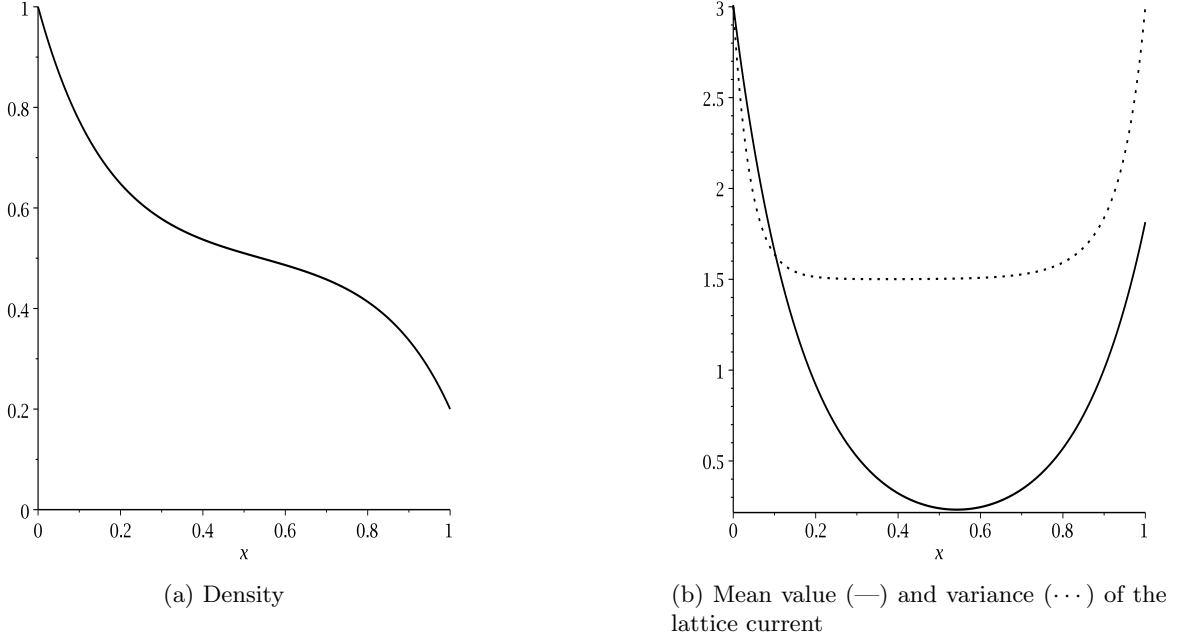 1
0.8
0.6
0.4
0.2
0
0 0.2 0.4 0.6 0.8 1
x
(a) Density
3
2.5
2
1.5
1
0.5
0 0.2 0.4 0.6 0.8 1
x
(b) Mean value (—) and variance (· · · ) of the
lattice current